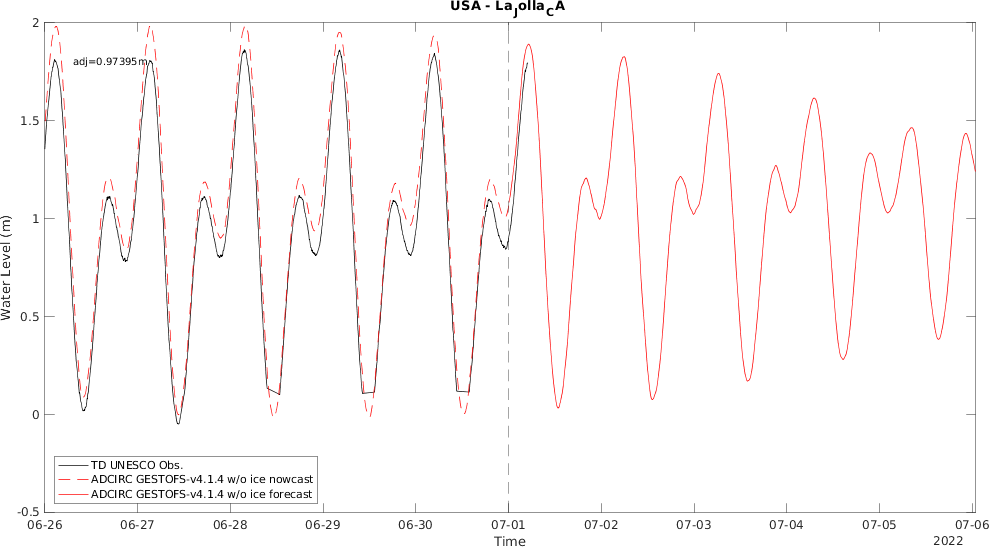 USA - LaJollaCA
adj=0.97395m
2
1.5
1
0.5
0
-0.5
Water Level (m)
TD UNESCO Obs.
ADCIRC GESTOFS-v4.1.4 w/o ice nowcast
ADCIRC GESTOFS-v4.1.4 w/o ice forecast
06-26 06-27 06-28 06-29 06-30 07-01 07-02 07-03 07-04 07-05 07-06
Time
2022